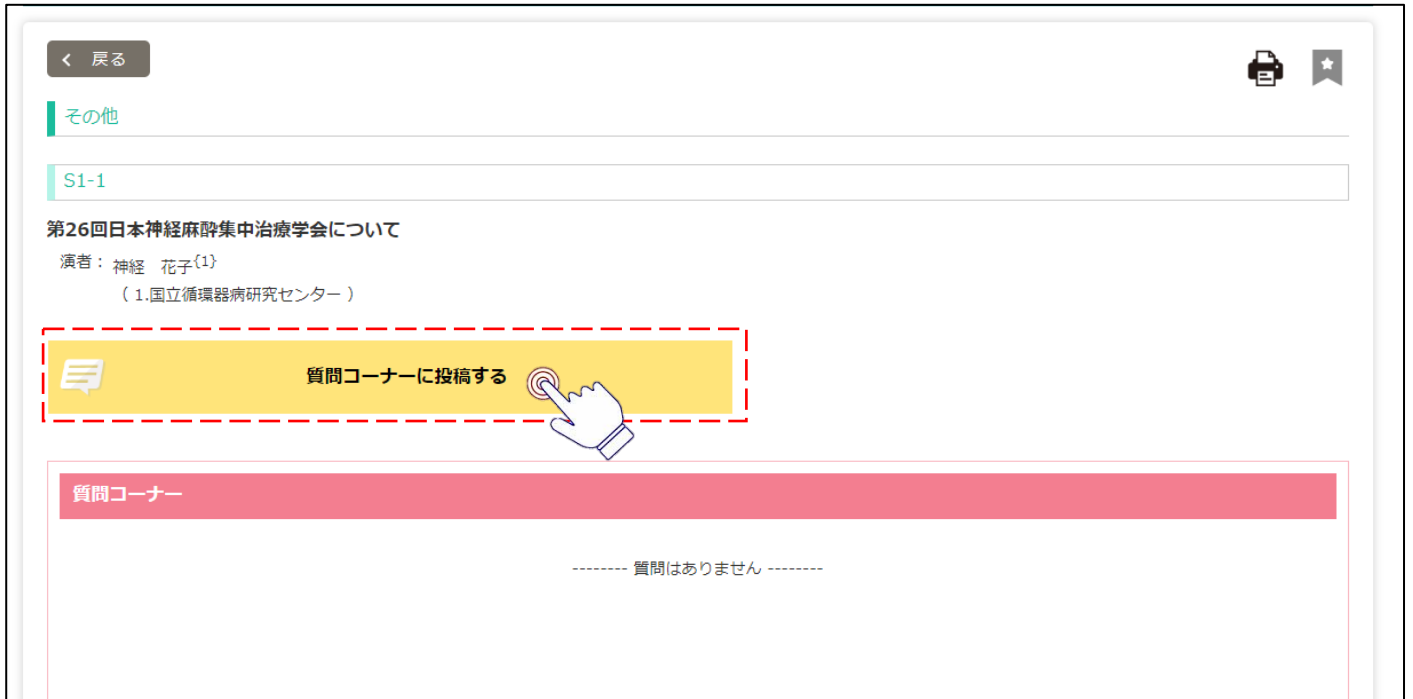 戻る
その他
S1-1
第26回日本神経麻酔集中治療学会について
演者： 神経　花子{1}
（ 1.国立循環器病研究センター ）
質問コーナーに投稿する
質問コーナー
-------- 質問はありません --------